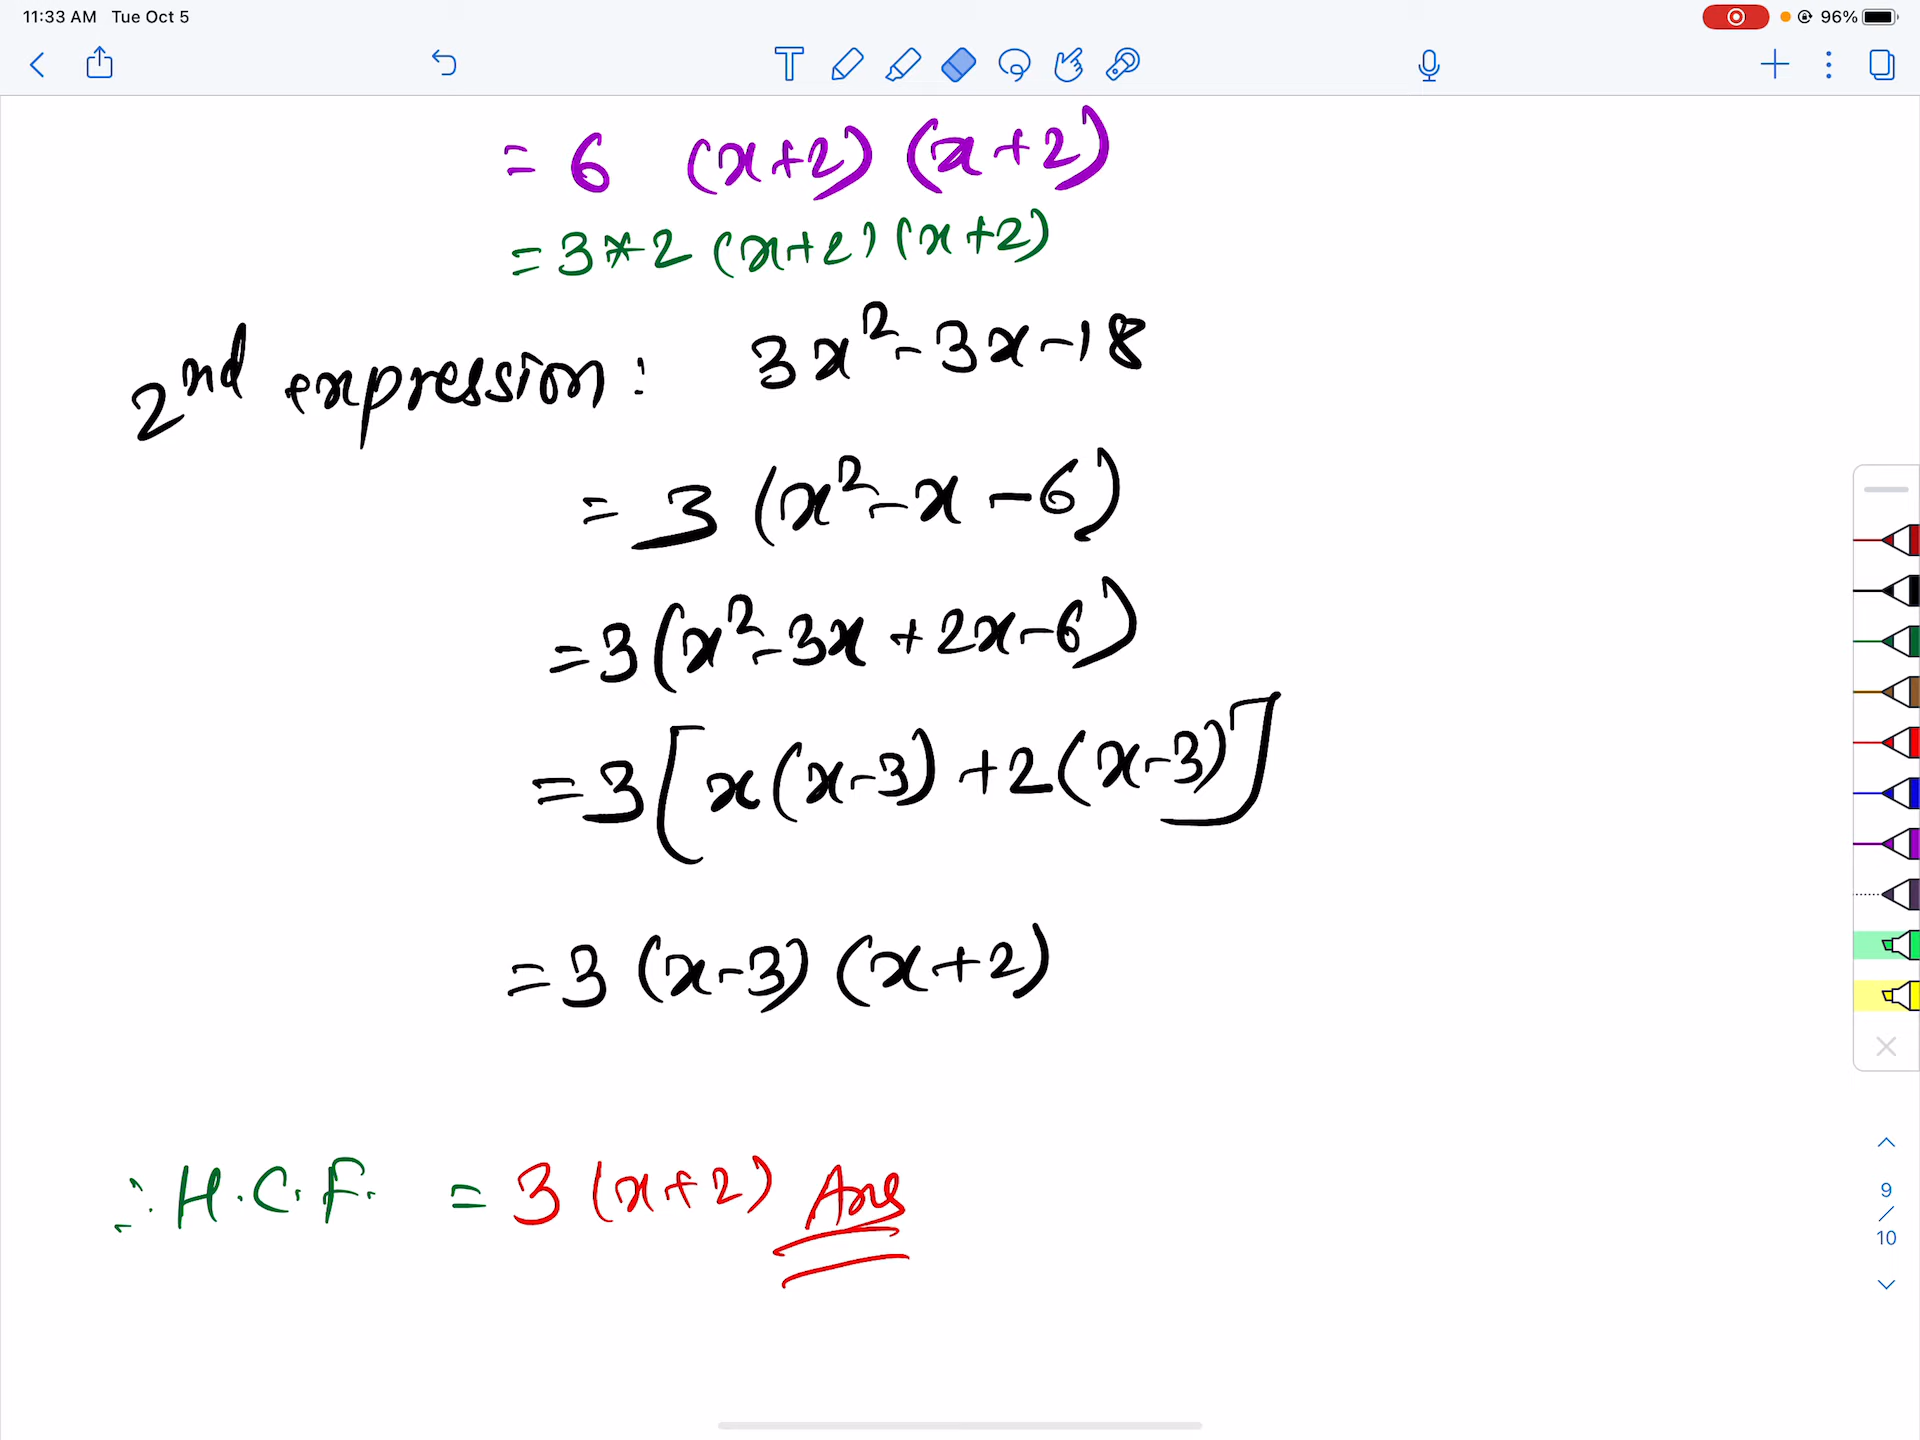 11:33 AM Tue Oct 5
96%
= 6 (x+2) (x+2)
= 3*2 (x+2) (x+2)
2nd expression: 3x²-3x-18
= 3 (x²-x-6)
=3(x²-3x+2x-6)
=3[x(x-3)+2(x-3)]
=3 (x-3) (x+2)
∴ H.C.F. = 3 (x+2) Ans
9
/
10